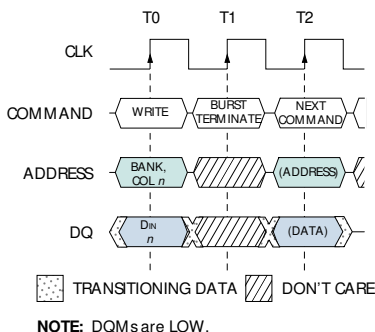 T0 T1 T2
CLK
COMMAND WRITE BURST TERMINATE NEXT COMMAND
ADDRESS BANK, COL n (ADDRESS)
DQ DIN n (DATA)
TRANSITIONING DATA DON'T CARE
NOTE: DQMs are LOW.